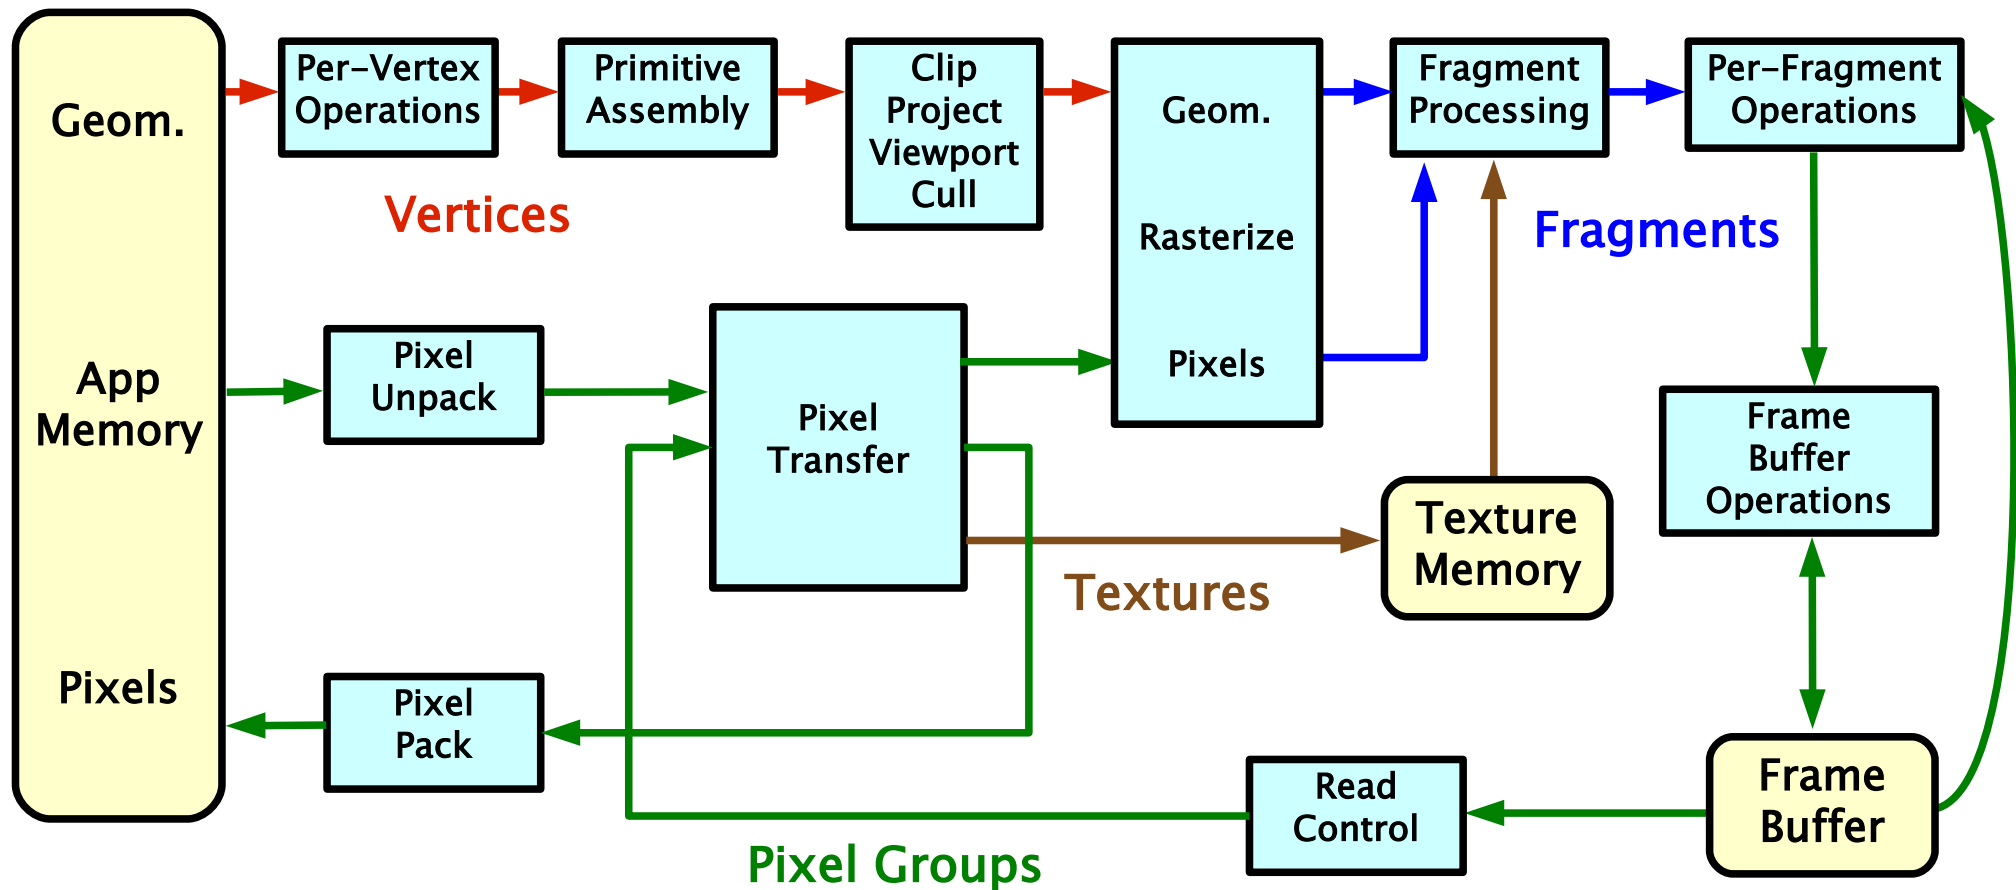 Geom.
App
Memory
Pixels
Per-Vertex
Operations
Primitive
Assembly
Clip
Project
Viewport
Cull
Geom.
Rasterize
Pixels
Fragment
Processing
Per-Fragment
Operations
Vertices
Fragments
Pixel
Unpack
Pixel
Transfer
Frame
Buffer
Operations
Texture
Memory
Textures
Pixel
Pack
Read
Control
Frame
Buffer
Pixel Groups